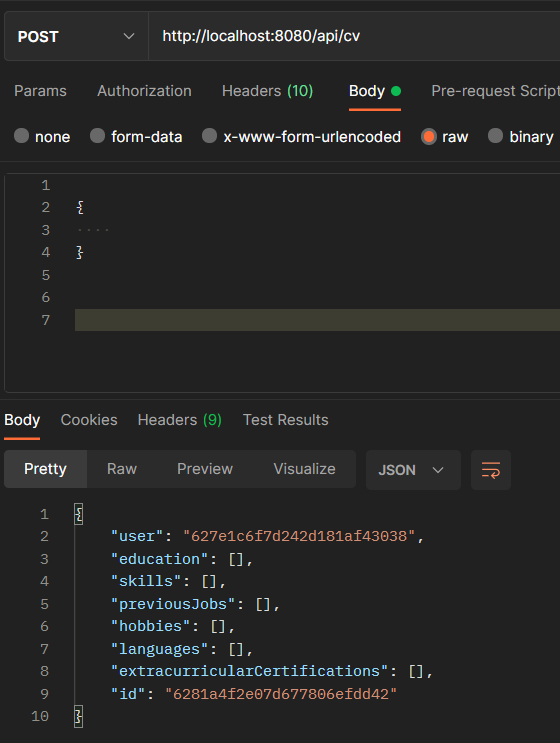 POST http://localhost:8080/api/cv
Params Authorization Headers (10) Body Pre-request Script
none form-data x-www-form-urlencoded raw binary
1
2 {
3 ····
4 }
5
6
7
Body Cookies Headers (9) Test Results
Pretty Raw Preview Visualize JSON
1 {
2 "user": "627e1c6f7d242d181af43038",
3 "education": [],
4 "skills": [],
5 "previousJobs": [],
6 "hobbies": [],
7 "languages": [],
8 "extracurricularCertifications": [],
9 "id": "6281a4f2e07d677806efdd42"
10 }